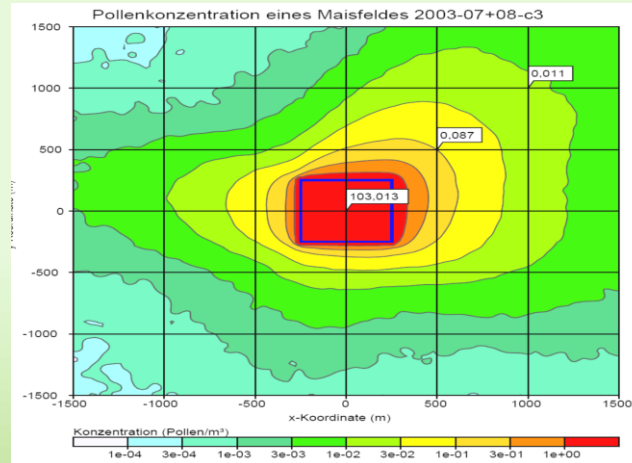 Pollenkonzentration eines Maisfeldes 2003-07+08-c3
1500
1000
500
0
-500
-1000
-1500
0,011
0,087
103,013
-1500 -1000 -500 0 500 1000 1500
x-Koordinate (m)
Konzentration (Pollen/m³)
1e-04 3e-04 1e-03 3e-03 1e-02 3e-02 1e-01 3e-01 1e+00